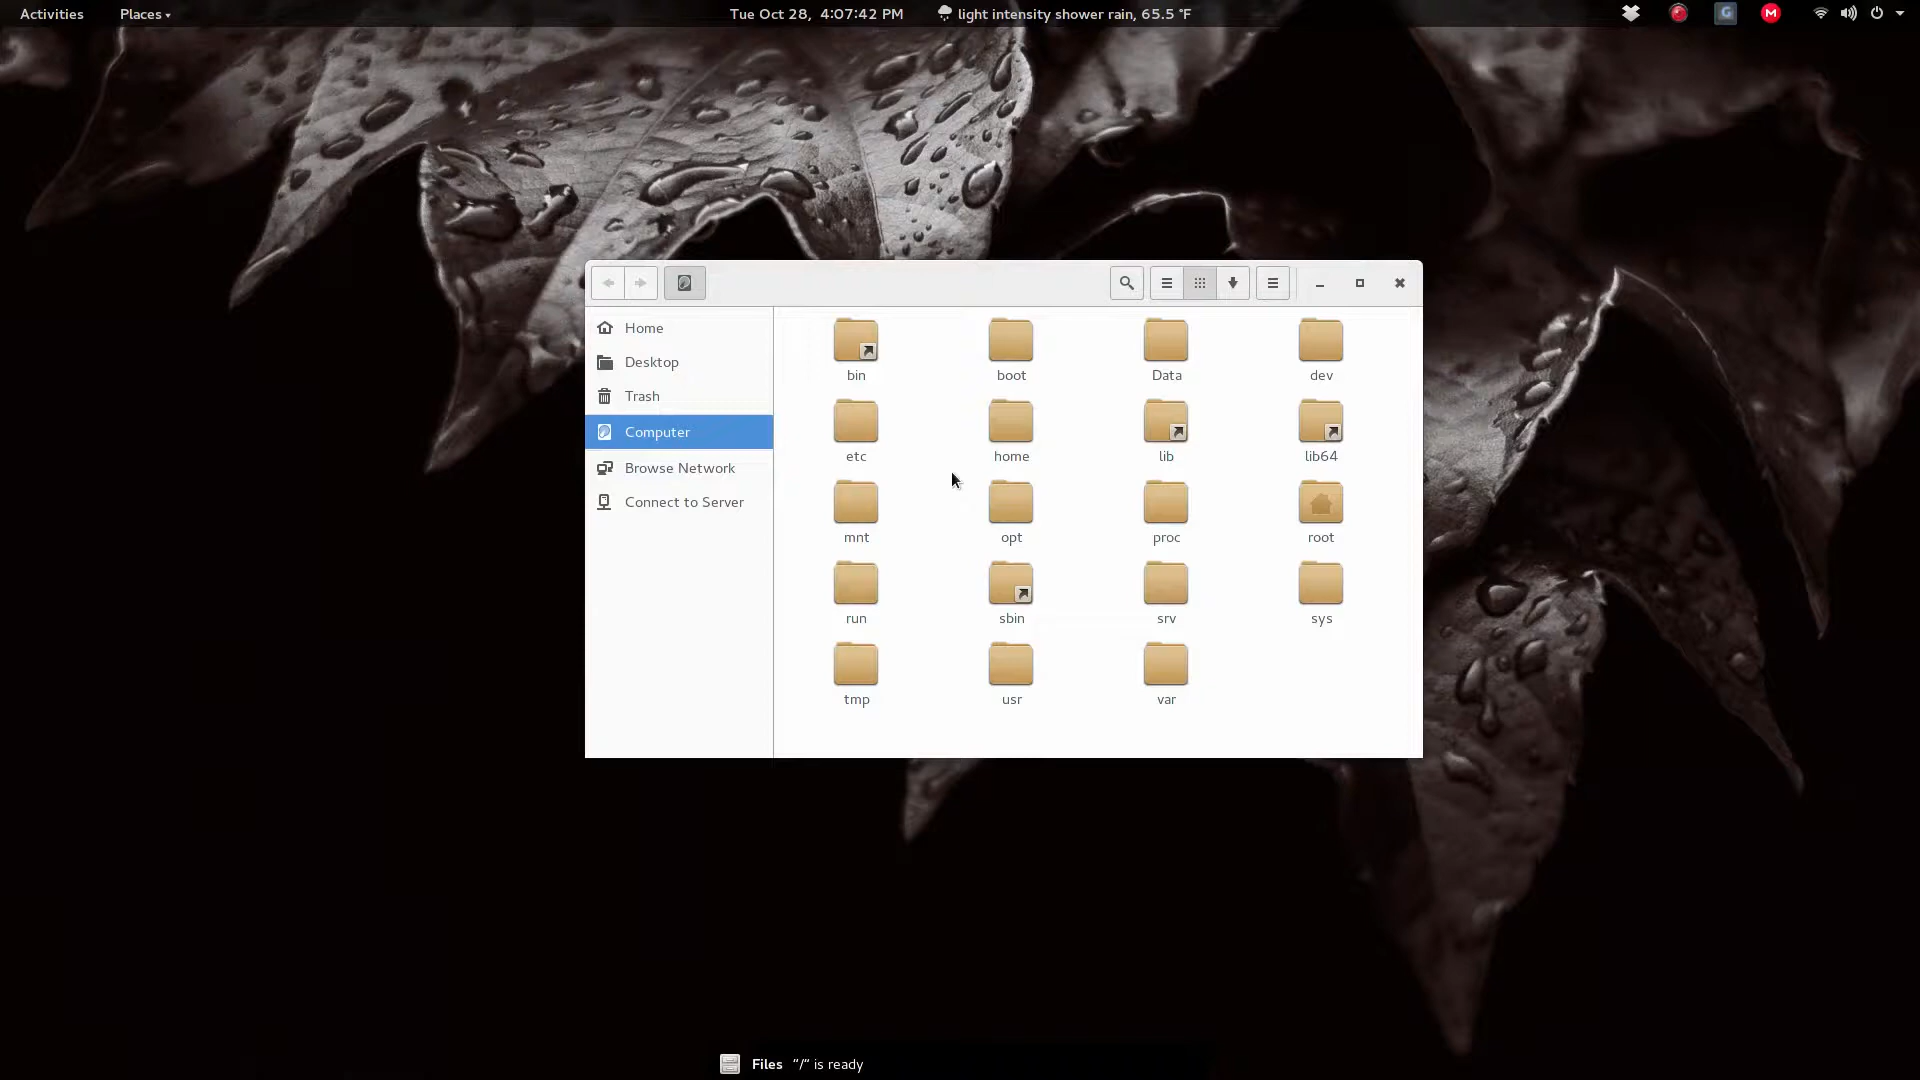 Activities Places Tue Oct 28, 4:07:42 PM light intensity shower rain, 65.5 °F G M
Home
Desktop
Trash
Computer
Browse Network
Connect to Server
bin boot Data dev
etc home lib lib64
mnt opt proc root
run sbin srv sys
tmp usr var
Files "/" is ready